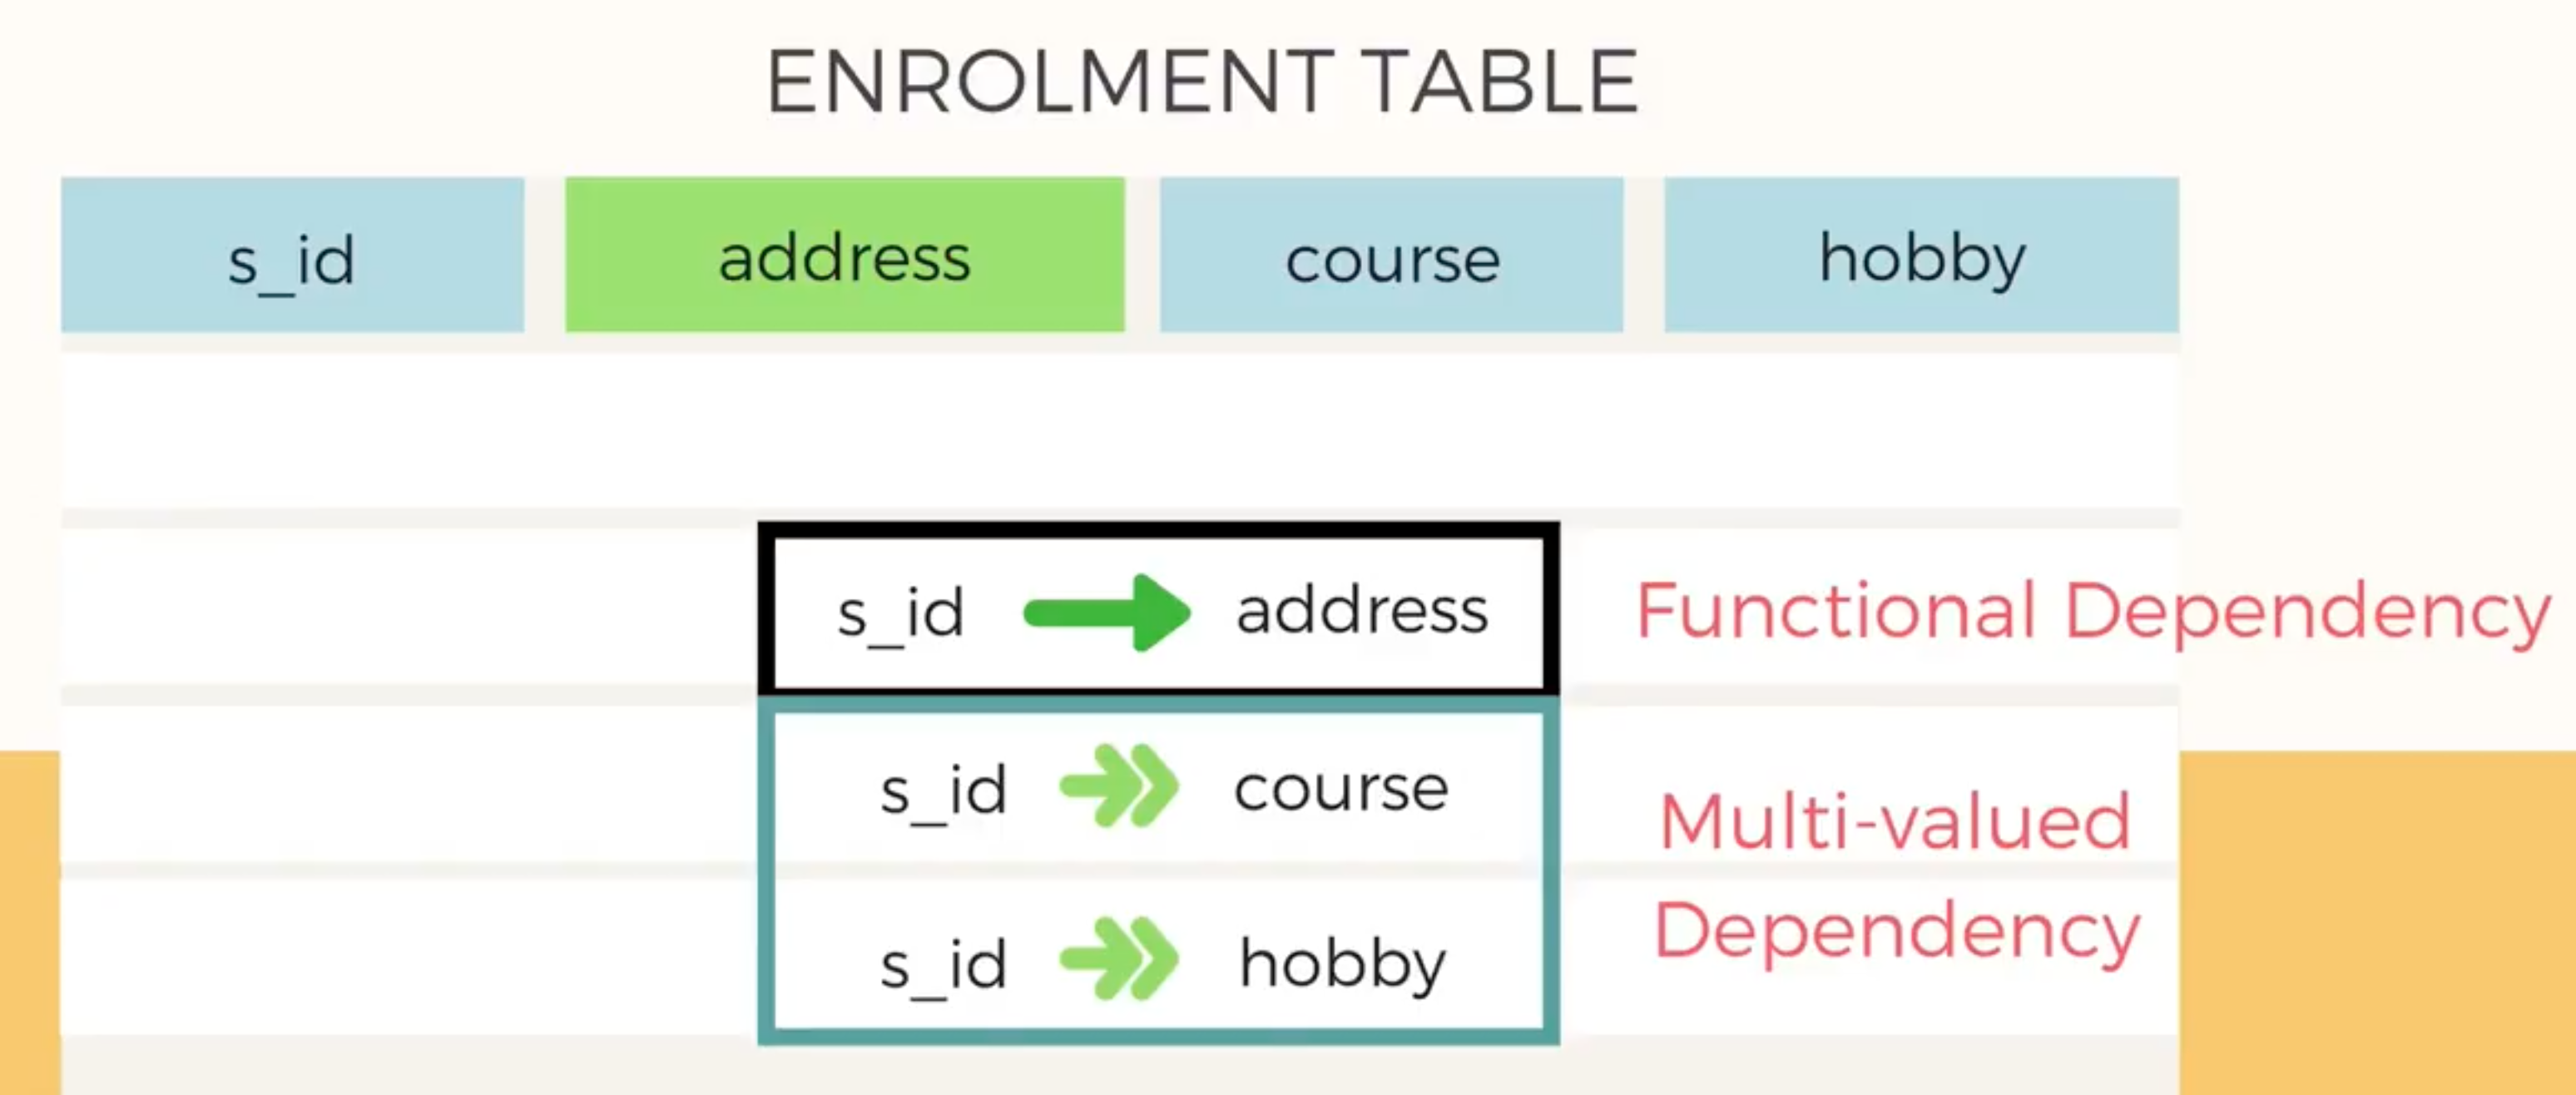 ENROLMENT TABLE
s_id address course hobby
s_id address Functional Dependency
s_id course
Multi-valued
Dependency
s_id hobby